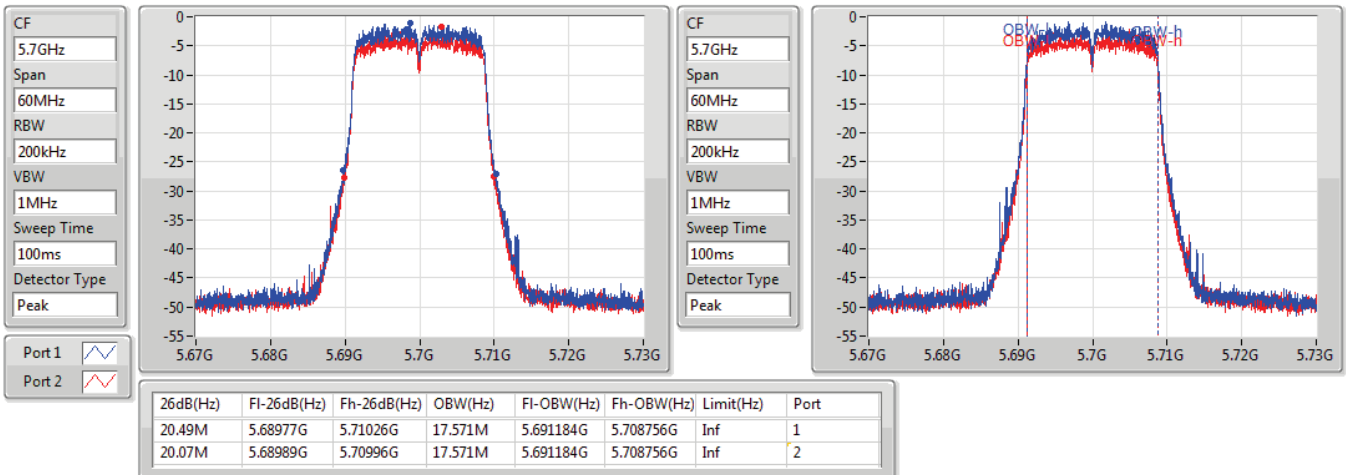 CF
5.7GHz
Span
60MHz
RBW
200kHz
VBW
1MHz
Sweep Time
100ms
Detector Type
Peak
Port 1
Port 2
0
-5
-10
-15
-20
-25
-30
-35
-40
-45
-50
-55
5.67G 5.68G 5.69G 5.7G 5.71G 5.72G 5.73G
CF
5.7GHz
Span
60MHz
RBW
200kHz
VBW
1MHz
Sweep Time
100ms
Detector Type
Peak
0
-5
-10
-15
-20
-25
-30
-35
-40
-45
-50
-55
5.67G 5.68G 5.69G 5.7G 5.71G 5.72G 5.73G
26dB(Hz) Fl-26dB(Hz) Fh-26dB(Hz) OBW(Hz) Fl-OBW(Hz) Fh-OBW(Hz) Limit(Hz) Port
20.49M 5.68977G 5.71026G 17.571M 5.691184G 5.708756G Inf 1
20.07M 5.68989G 5.70996G 17.571M 5.691184G 5.708756G Inf 2